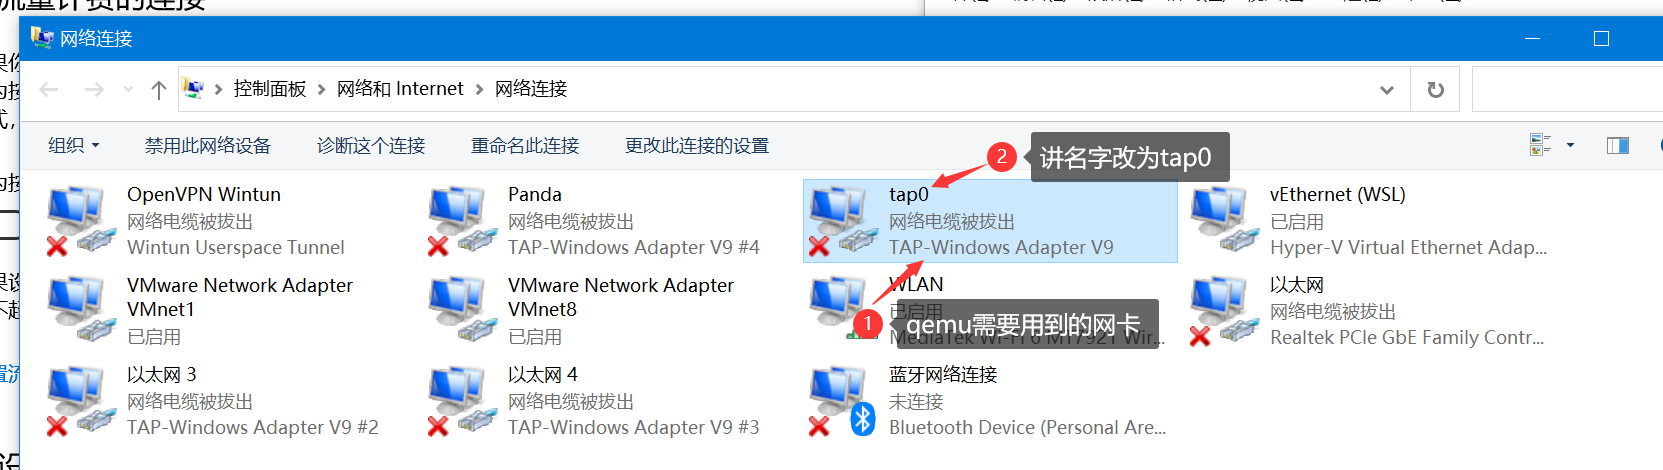 流量计费的连接
网络连接
控制面板 > 网络和 Internet > 网络连接
组织 禁用此网络设备 诊断这个连接 重命名此连接 更改此连接的设置
2 讲名字改为tap0
OpenVPN Wintun
网络电缆被拔出
Wintun Userspace Tunnel
Panda
网络电缆被拔出
TAP-Windows Adapter V9 #4
tap0
网络电缆被拔出
TAP-Windows Adapter V9
vEthernet (WSL)
已启用
Hyper-V Virtual Ethernet Adap...
VMware Network Adapter
VMnet1
已启用
VMware Network Adapter
VMnet8
已启用
WLAN
已启用
MediaTek Wi-Fi 6 MT7921 Wir...
1 qemu需要用到的网卡
以太网
网络电缆被拔出
Realtek PCIe GbE Family Contr...
以太网 3
网络电缆被拔出
TAP-Windows Adapter V9 #2
以太网 4
网络电缆被拔出
TAP-Windows Adapter V9 #3
蓝牙网络连接
未连接
Bluetooth Device (Personal Are...